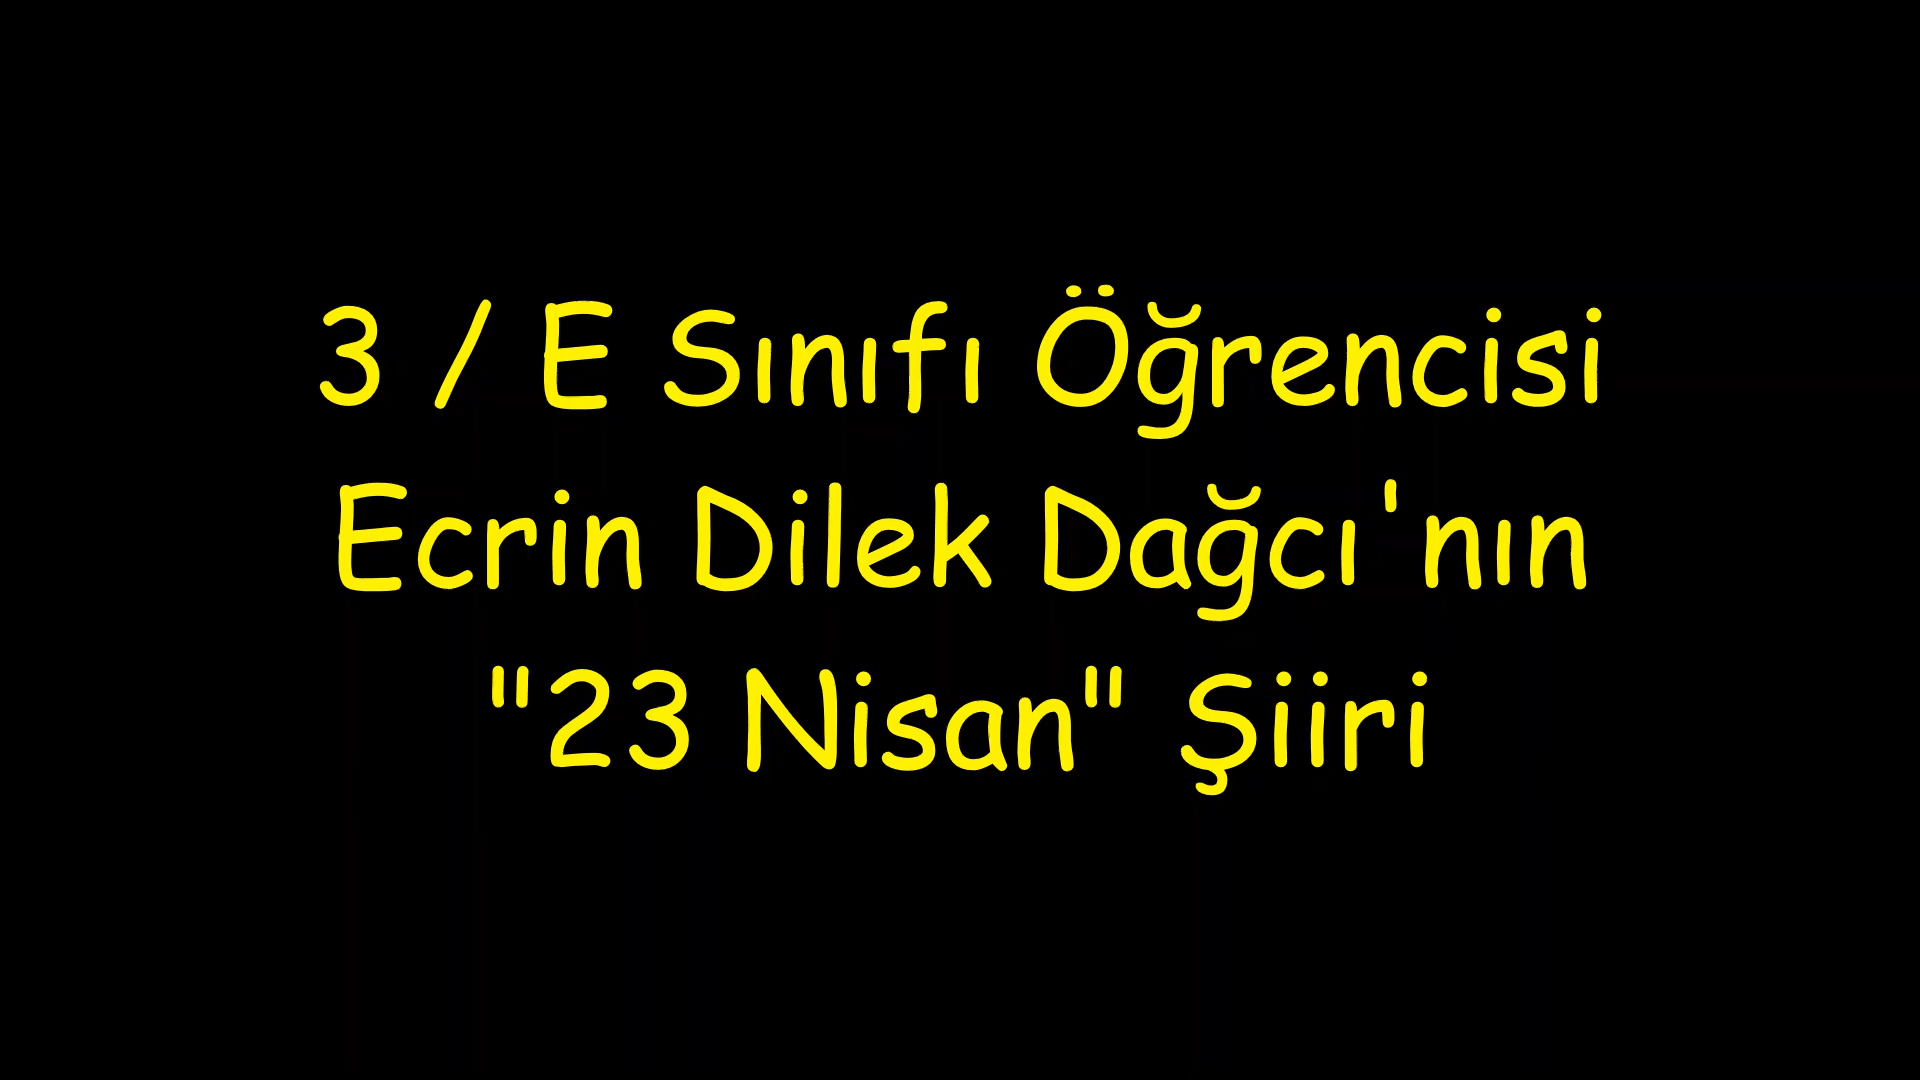 3 / E Sınıfı Öğrencisi
Ecrin Dilek Dağcı'nın
"23 Nisan" Şiiri